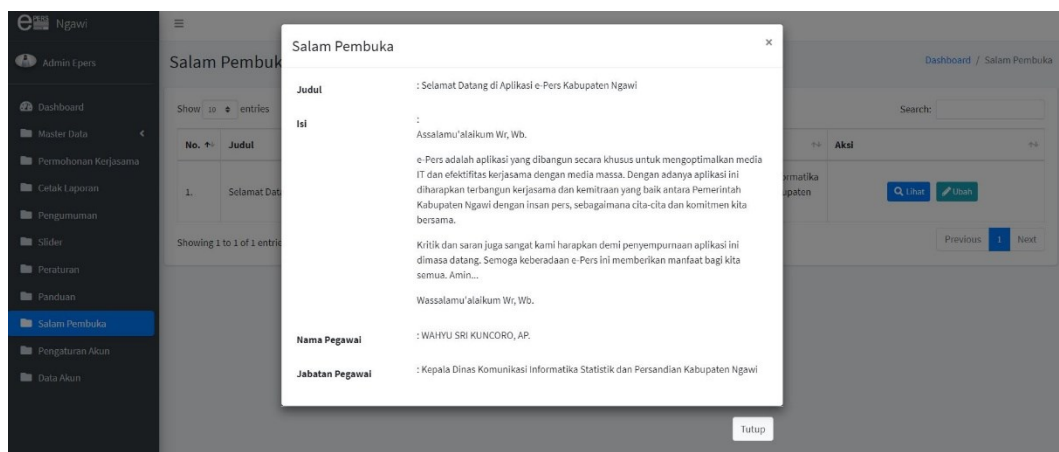 e PERS Ngawi
Admin Epers
Dashboard
Master Data
Permohonan Kerjasama
Cetak Laporan
Pengumuman
Slider
Peraturan
Panduan
Salam Pembuka
Pengaturan Akun
Data Akun
Salam Pembuk
Dashboard / Salam Pembuka
Show 10 entries
Search:
No. Judul
Aksi
1. Selamat Dat
ormatika
upaten
Lihat Ubah
Showing 1 to 1 of 1 entrie
Previous 1 Next
Salam Pembuka ×
Judul : Selamat Datang di Aplikasi e-Pers Kabupaten Ngawi
Isi :
Assalamu'alaikum Wr, Wb.
e-Pers adalah aplikasi yang dibangun secara khusus untuk mengoptimalkan media
IT dan efektifitas kerjasama dengan media massa. Dengan adanya aplikasi ini
diharapkan terbangun kerjasama dan kemitraan yang baik antara Pemerintah
Kabupaten Ngawi dengan insan pers, sebagaimana cita-cita dan komitmen kita
bersama.
Kritik dan saran juga sangat kami harapkan demi penyempurnaan aplikasi ini
dimasa datang. Semoga keberadaan e-Pers ini memberikan manfaat bagi kita
semua. Amin...
Wassalamu'alaikum Wr, Wb.
Nama Pegawai : WAHYU SRI KUNCORO, AP.
Jabatan Pegawai : Kepala Dinas Komunikasi Informatika Statistik dan Persandian Kabupaten Ngawi
Tutup